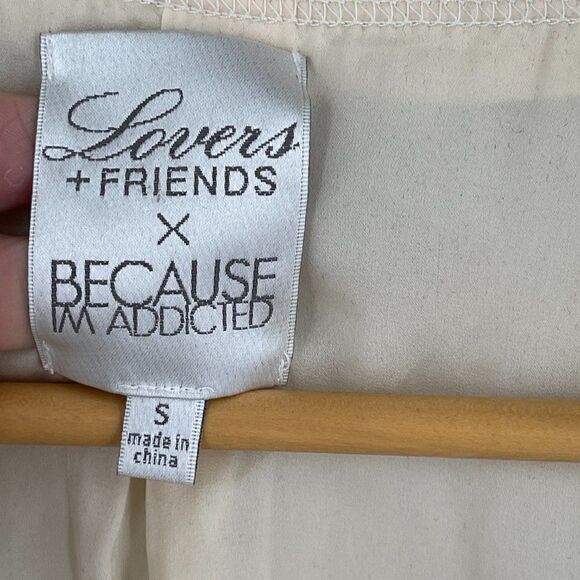 Lovers
+ FRIENDS
X
BECAUSE
IM ADDICTED
S
made in
china